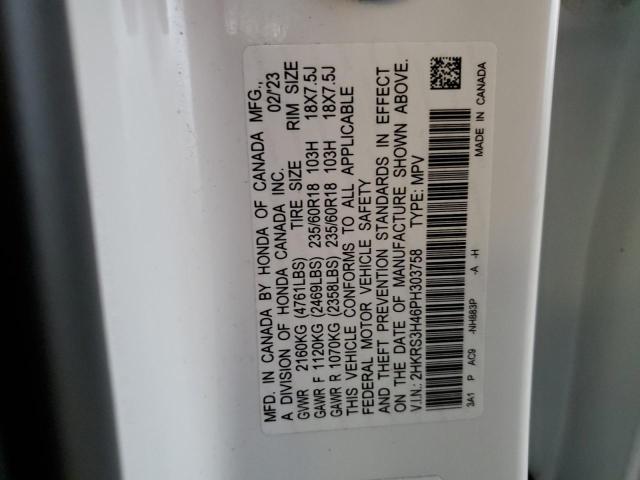 MFD. IN CANADA BY HONDA OF CANADA MFG.,
A DIVISION OF HONDA CANADA INC. 02/'23
GVWR 2160KG (4761LBS) TIRE SIZE RIM SIZE
GAWR F 1120KG (2469LBS) 235/60R18 103H 18X7.5J
GAWR R 1070KG (2358LBS) 235/60R18 103H 18X7.5J
THIS VEHICLE CONFORMS TO ALL APPLICABLE
FEDERAL MOTOR VEHICLE SAFETY
AND THEFT PREVENTION STANDARDS IN EFFECT
ON THE DATE OF MANUFACTURE SHOWN ABOVE.
V.I.N.: 2HKRS3H46PH303758 TYPE: MPV
3A1 P AC9 -NH883P -A -H MADE IN CANADA